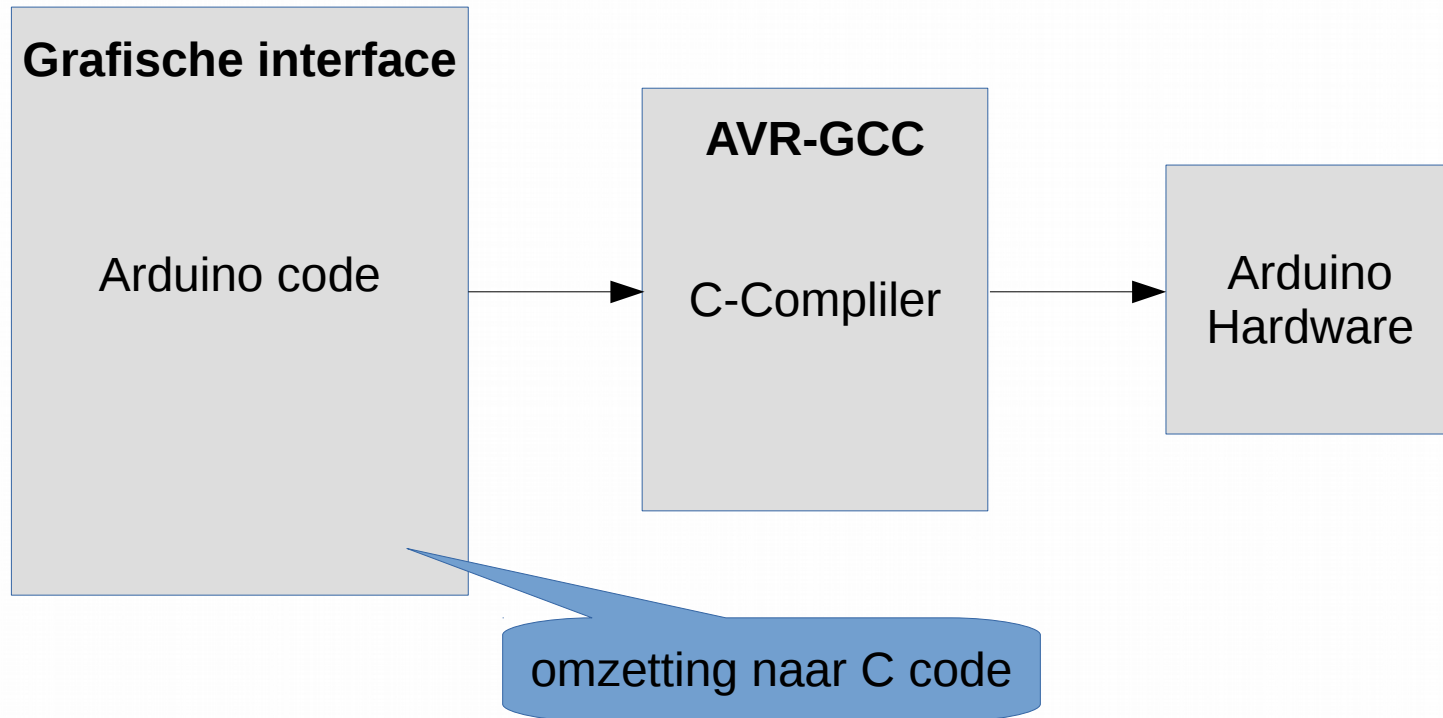 Grafische interface
Arduino code
AVR-GCC
C-Compliler
Arduino
Hardware
omzetting naar C code